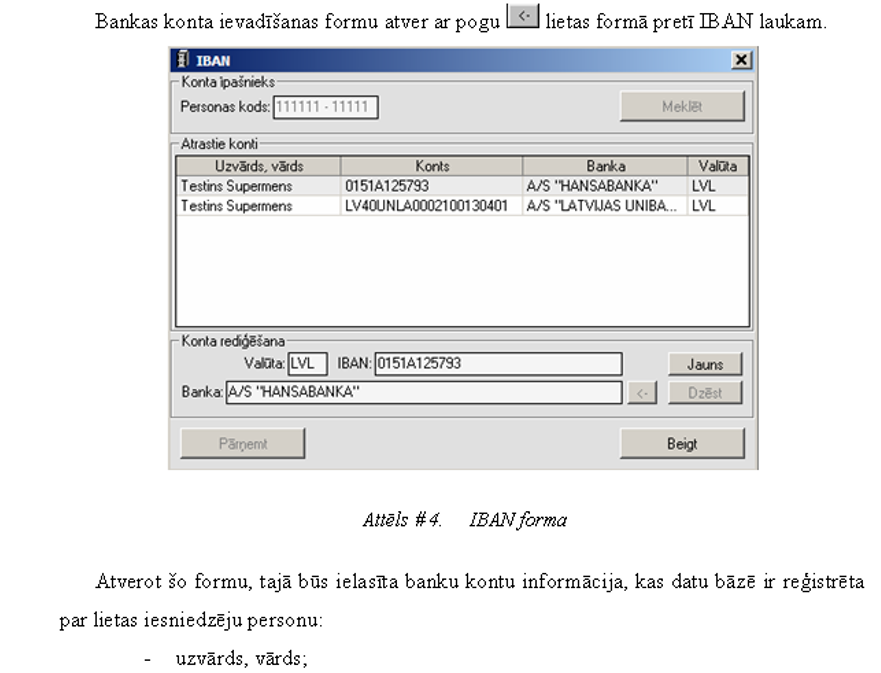 Bankas konta ievadīšanas formu atver ar pogu <- lietas formā pretī IBAN laukam.
IBAN
Konta īpašnieks
Personas kods: 111111 - 11111 Meklēt
Atrastie konti
Uzvārds, vārds Konts Banka Valūta
Testins Supermens 0151A125793 A/S "HANSABANKA" LVL
Testins Supermens LV40UNLA0002100130401 A/S "LATVIJAS UNIBA... LVL
Konta rediģēšana
Valūta: LVL IBAN: 0151A125793 Jauns
Banka: A/S "HANSABANKA" <- Dzēst
Pārņemt Beigt
Attēls #4. IBAN forma
Atverot šo formu, tajā būs ielasīta banku kontu informācija, kas datu bāzē ir reģistrēta
par lietas iesniedzēju personu:
- uzvārds, vārds;